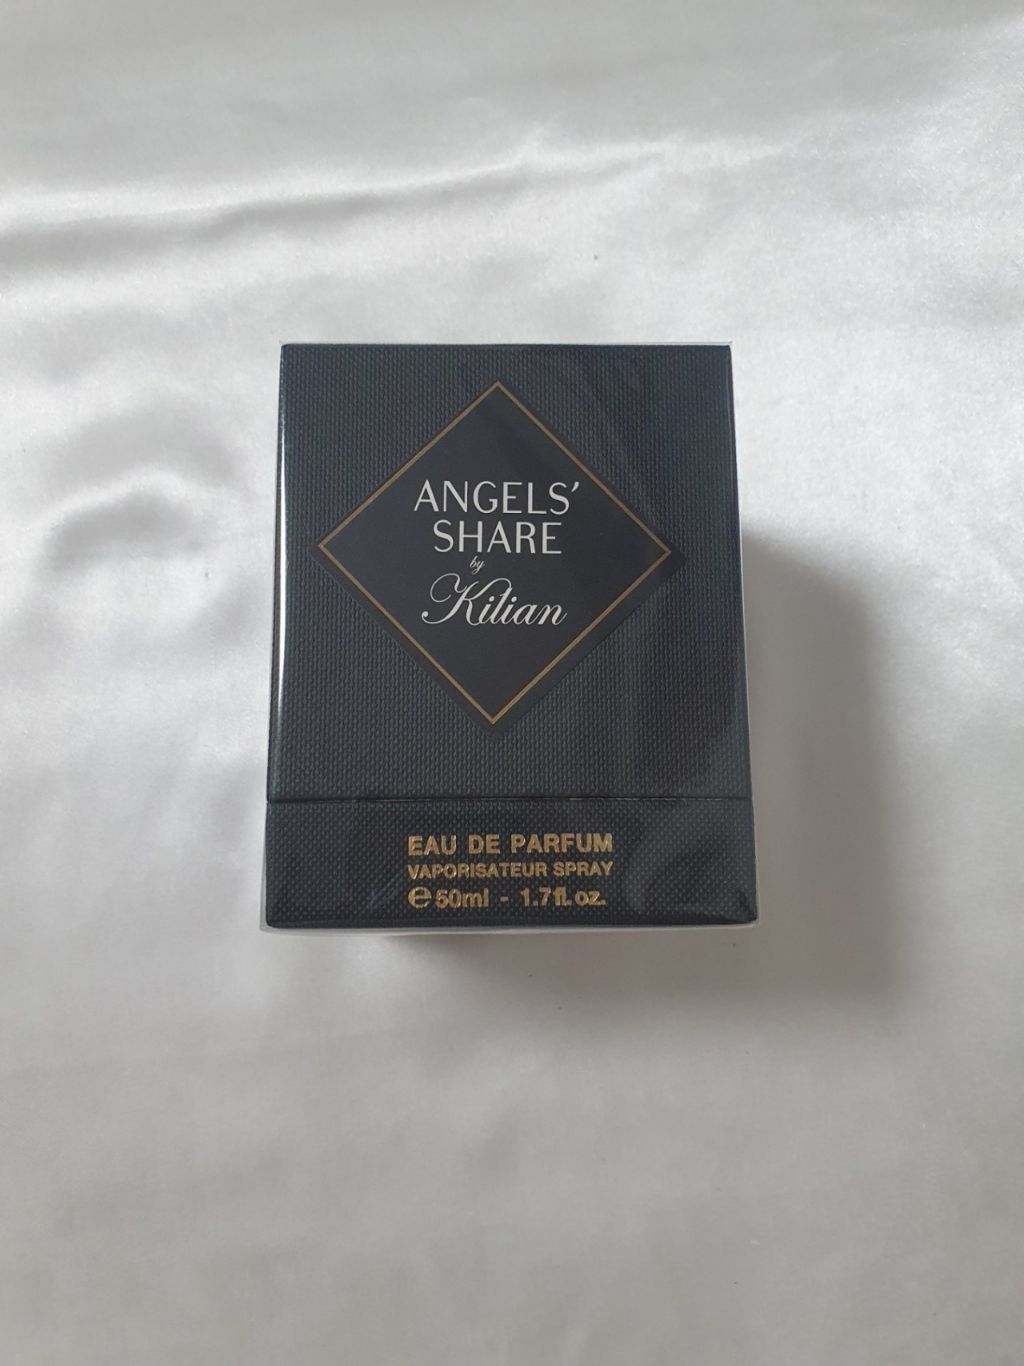 ANGELS'
SHARE
by
Kilian
EAU DE PARFUM
VAPORISATEUR SPRAY
℮50ml - 1.7fl.oz.